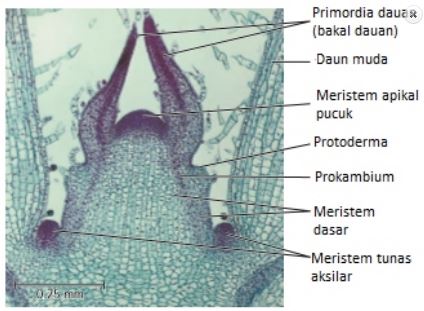 Primordia daun
(bakal dauan)
Daun muda
Meristem apikal
pucuk
Protoderma
Prokambium
Meristem
dasar
Meristem tunas
aksilar
0.25 mm